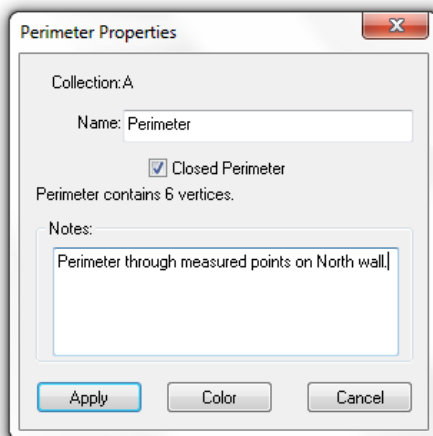 Perimeter Properties
Collection:A
Name: Perimeter
Closed Perimeter
Perimeter contains 6 vertices.
Notes:
Perimeter through measured points on North wall.
Apply Color Cancel